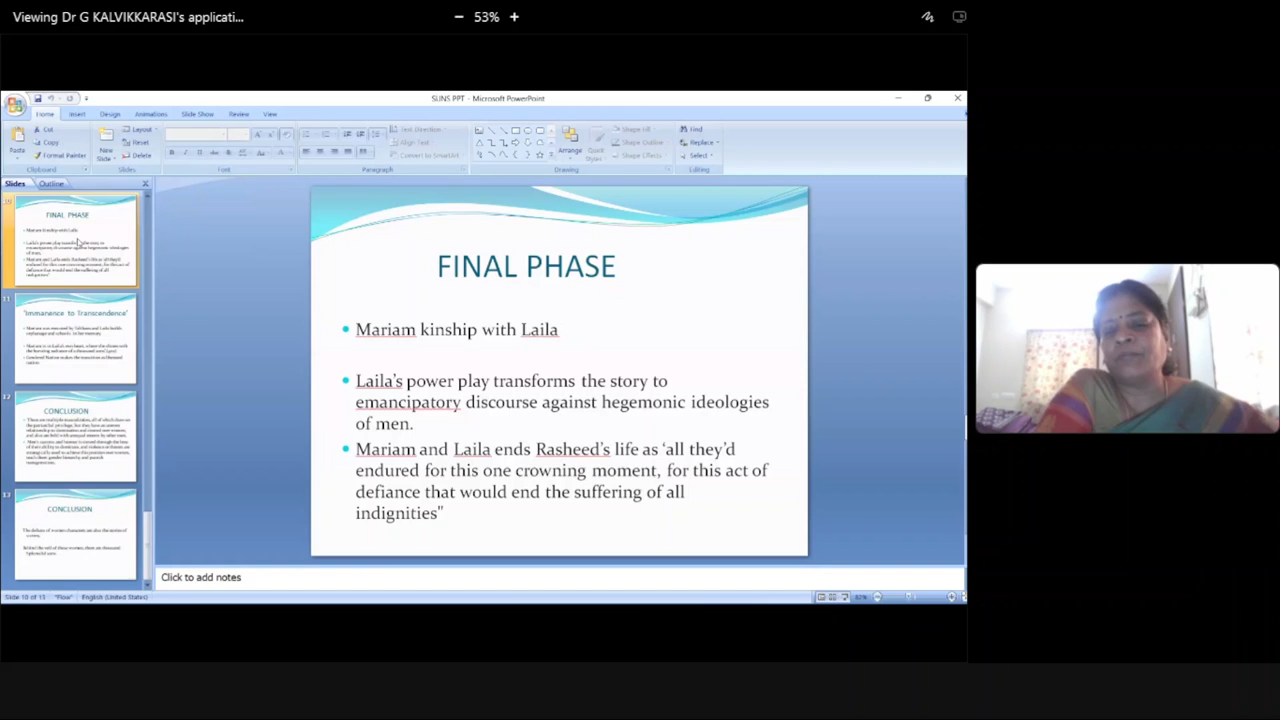 Viewing Dr G KALVIKKARASI's applicati...
53%
SUNS PPT - Microsoft PowerPoint
Home Insert Design Animations Slide Show Review View
Paste
Cut
Copy
Format Painter
Clipboard
New Slide
Layout
Reset
Delete
Slides
Font
Text Direction
Align Text
Convert to SmartArt
Paragraph
Arrange
Quick Styles
Shape Fill
Shape Outline
Shape Effects
Drawing
Find
Replace
Select
Editing
Slides Outline
10
FINAL PHASE
11
'Immanence to Transcendence'
12
CONCLUSION
13
CONCLUSION
FINAL PHASE
Mariam kinship with Laila
Laila's power play transforms the story to
emancipatory discourse against hegemonic ideologies
of men.
Mariam and Laila ends Rasheed's life as ‘all they’d
endured for this one crowning moment, for this act of
defiance that would end the suffering of all
indignities"
Click to add notes
Slide 10 of 13 "Flow" English (United States)
82%